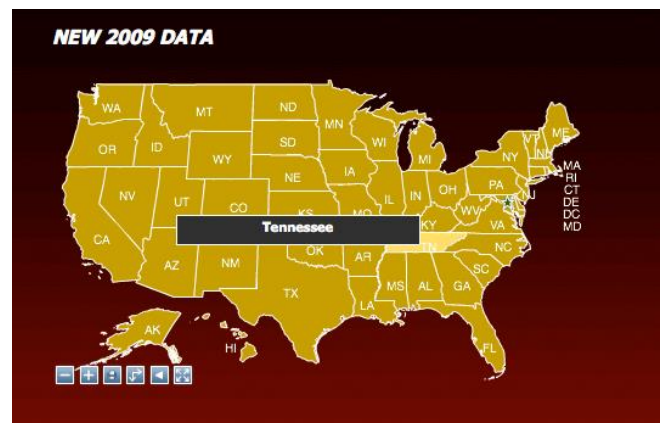 NEW 2009 DATA
WA
MT
ND
MN
ME
VT
NH
OR
ID
SD
WI
MI
NY
WY
MA
RI
CT
DE
DC
MD
IA
NE
PA
NJ
NV
UT
CO
IL
IN
OH
WV
VA
KS
MO
KY
Tennessee
CA
AZ
NM
OK
AR
TN
NC
SC
TX
LA
MS
AL
GA
FL
AK
HI